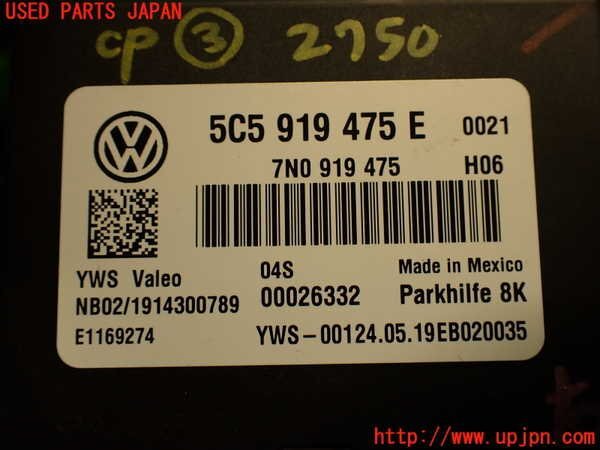 USED PARTS JAPAN
CP ③ 2750
5C5 919 475 E 0021
7N0 919 475 H06
YWS Valeo 04S Made in Mexico
NB02/1914300789 00026332 Parkhilfe 8K
E1169274 YWS-00124.05.19EB020035
http://www.upjpn.com/